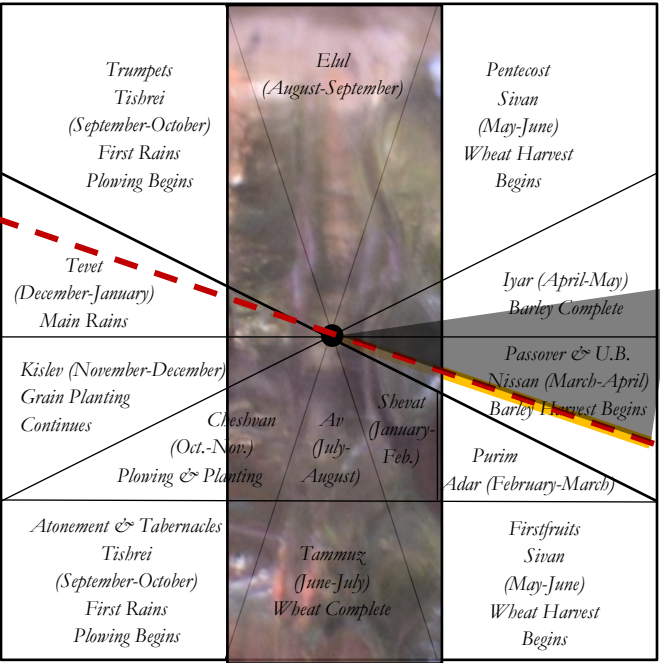 Trumpets
Tishrei
(September-October)
First Rains
Plowing Begins
Elul
(August-September)
Pentecost
Sivan
(May-June)
Wheat Harvest
Begins
Tevet
(December-January)
Main Rains
Iyar (April-May)
Barley Complete
Kislev (November-December)
Grain Planting
Continues
Passover & U.B.
Nissan (March-April)
Barley Harvest Begins
Cheshvan
(Oct.-Nov.)
Plowing & Planting
Av
(July-
August)
Shevat
(January-
Feb.)
Purim
Adar (February-March)
Atonement & Tabernacles
Tishrei
(September-October)
First Rains
Plowing Begins
Tammuz
(June-July)
Wheat Complete
Firstfruits
Sivan
(May-June)
Wheat Harvest
Begins